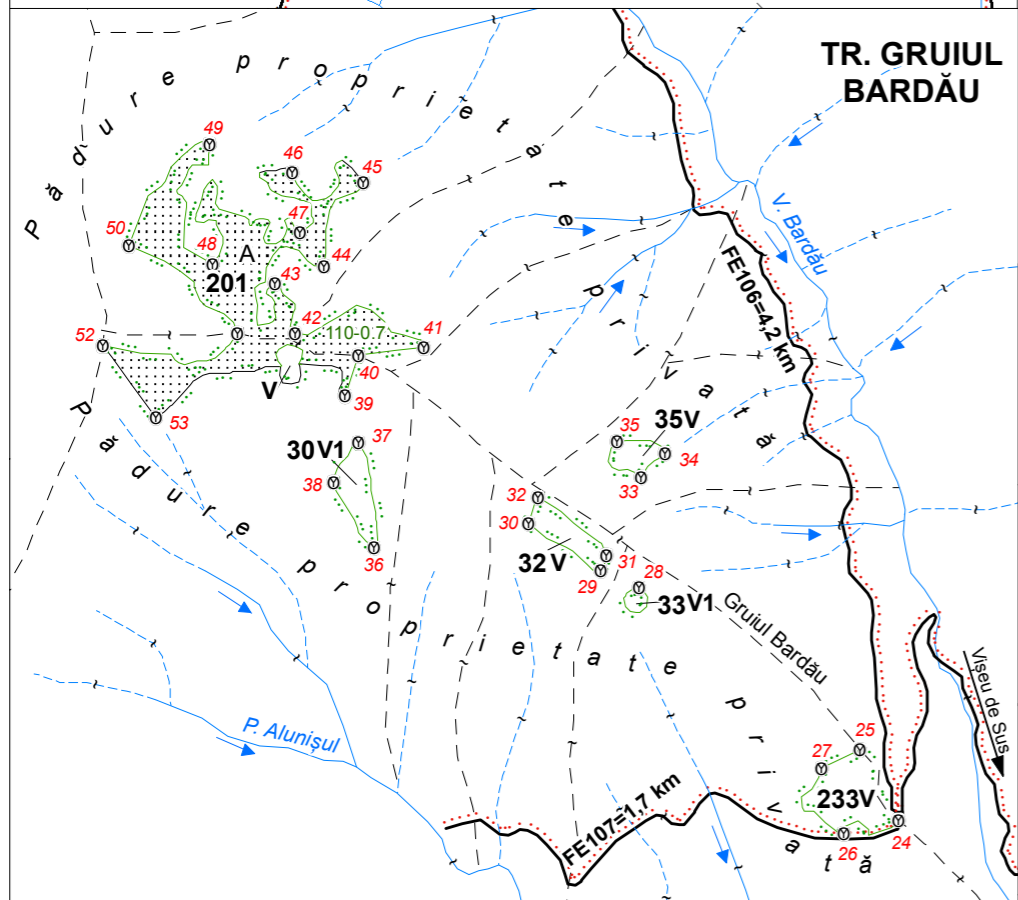 TR. GRUIUL
BARDĂU
Pădure proprietate privată
49
46
45
50
47
48
A
44
201
43
V. Bardău
FE106=4,2 km
42
110-0.7
41
52
40
V
39
53
Pădure proprietate privată
37
30V1
38
36
35
35V
34
33
32
30
32V
31
29
28
33V1
Gruiul Bardău
Vișeu de Sus
P. Alunișul
25
27
233V
24
26
FE107=1,7 km